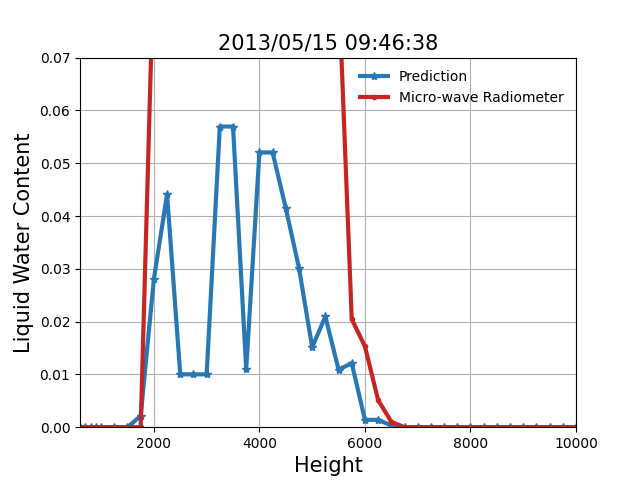 2013/05/15 09:46:38
0.07
0.06
0.05
0.04
0.03
0.02
0.01
0.00
Liquid Water Content
Prediction
Micro-wave Radiometer
2000 4000 6000 8000 10000
Height